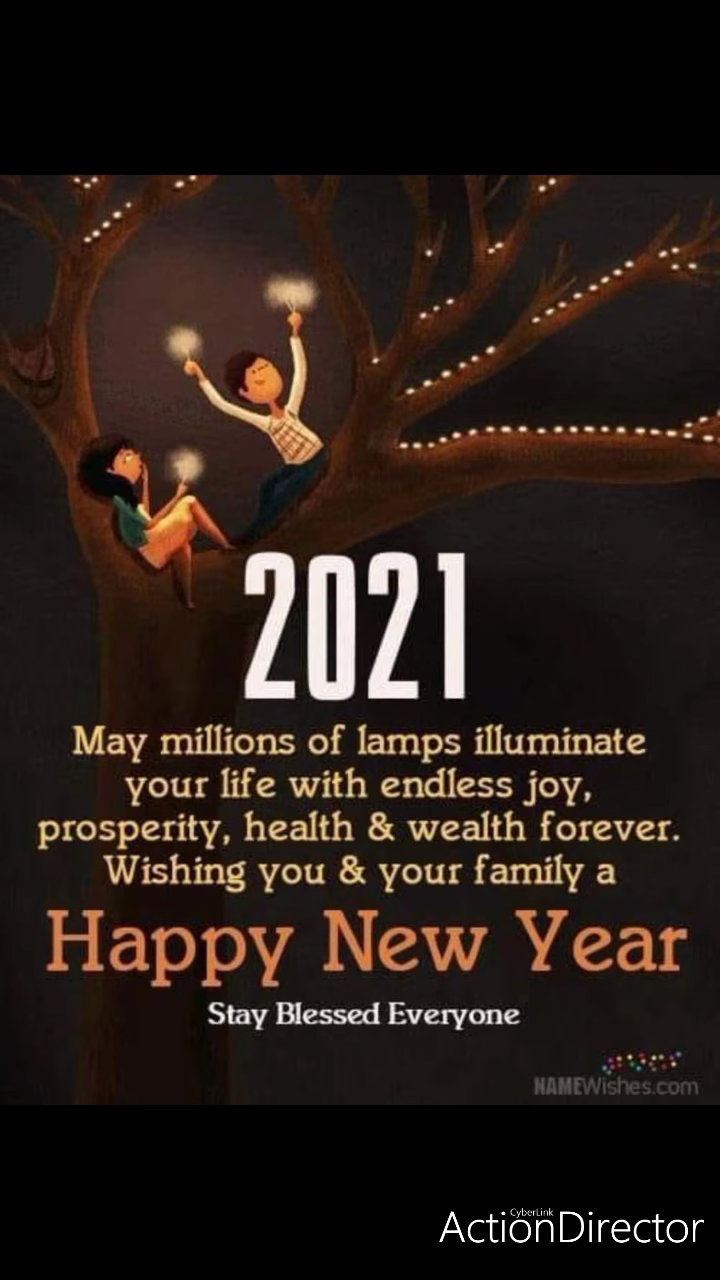 2021
May millions of lamps illuminate
your life with endless joy,
prosperity, health & wealth forever.
Wishing you & your family a
Happy New Year
Stay Blessed Everyone
NAMEWishes.com
CyberLink
ActionDirector